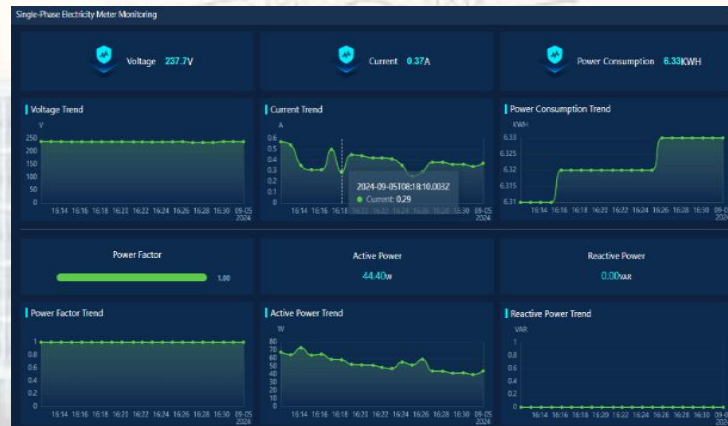 Single-Phase Electricity Meter Monitoring
Voltage 237.7V
Current 0.37A
Power Consumption 6.33KWH
Voltage Trend
V
250
200
150
100
50
0
16:14 16:16 16:18 16:20 16:22 16:24 16:26 16:28 16:30 09-05
2024
Current Trend
A
0.6
0.5
0.4
0.3
0.2
0.1
0
2024-09-05T08:18:10.003Z
Current: 0.29
16:14 16:16 16:18 16:20 16:22 16:24 16:26 16:28 16:30 09-05
2024
Power Consumption Trend
KWH
6.33
6.325
6.32
6.315
6.31
16:14 16:16 16:18 16:20 16:22 16:24 16:26 16:28 16:30 09-05
2024
Power Factor
1.00
Active Power
44.40W
Reactive Power
0.00VAR
Power Factor Trend
1
0.8
0.6
0.4
0.2
0
16:14 16:16 16:18 16:20 16:22 16:24 16:26 16:28 16:30 09-05
2024
Active Power Trend
W
80
70
60
50
40
30
20
10
0
16:14 16:16 16:18 16:20 16:22 16:24 16:26 16:28 16:30 09-05
2024
Reactive Power Trend
VAR
1
0.8
0.6
0.4
0.2
0
16:14 16:16 16:18 16:20 16:22 16:24 16:26 16:28 16:30 09-05
2024